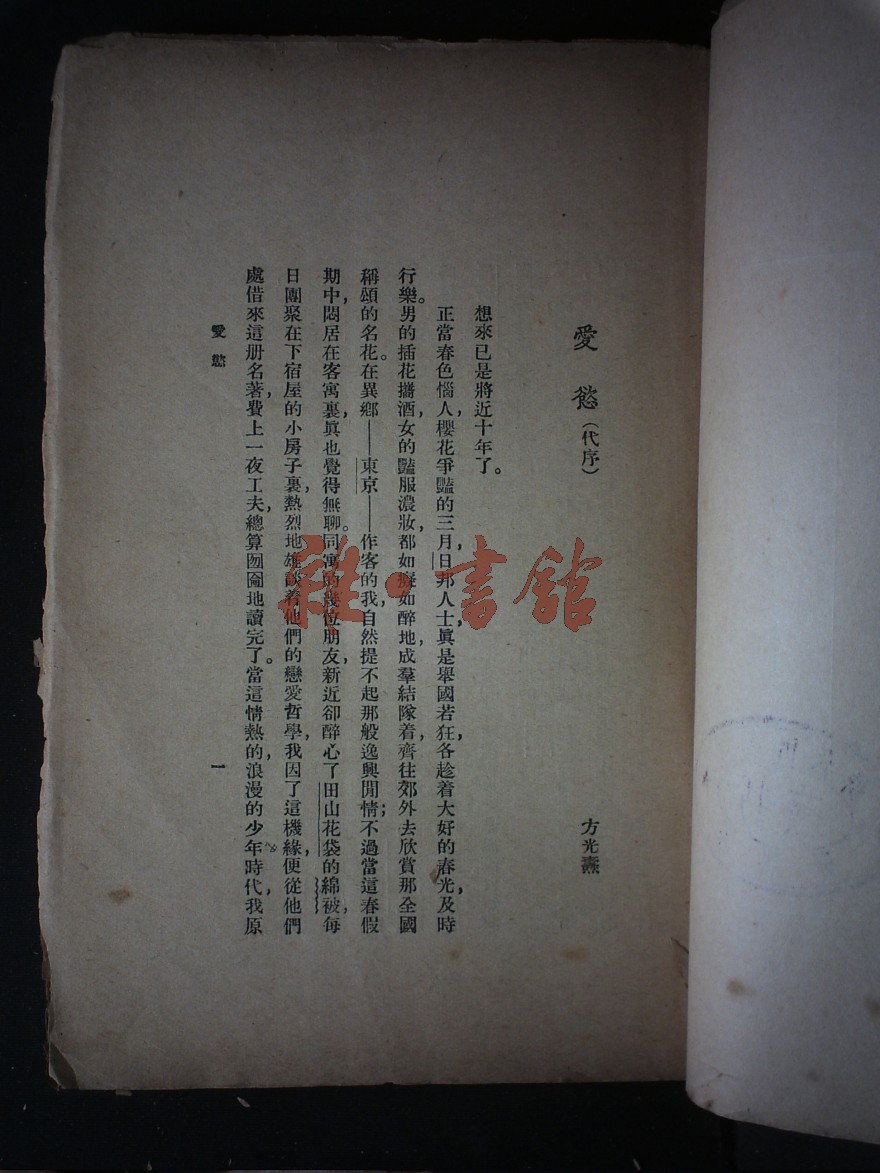 愛慾（代序）
方光燾
想來已是將近十年了。
正當春色惱人，櫻花爭豔的三月，日邦人士眞是舉國若狂，各趁着大好的春光，及時
行樂。男的插花攜酒，女的豔服濃妝，都如癡如醉地，成羣結隊着，齊往郊外去欣賞那全國
稱頌的名花。在異鄉——東京——作客的我，自然提不起那般逸興閒情；不過當這春假
期中，悶居在客寓裏，眞也覺得無聊。同寓的幾位朋友，新近卻醉心了田山花袋的綿被，每
日團聚在下宿屋的小房子裏，熱烈地雄談着他們的戀愛哲學，我因了這機緣，便從他們
處借來這册名著，費上一夜工夫，總算囫圇地讀完了。當這情熱的，浪漫的少年時代，我原
愛慾
一
雜·書館